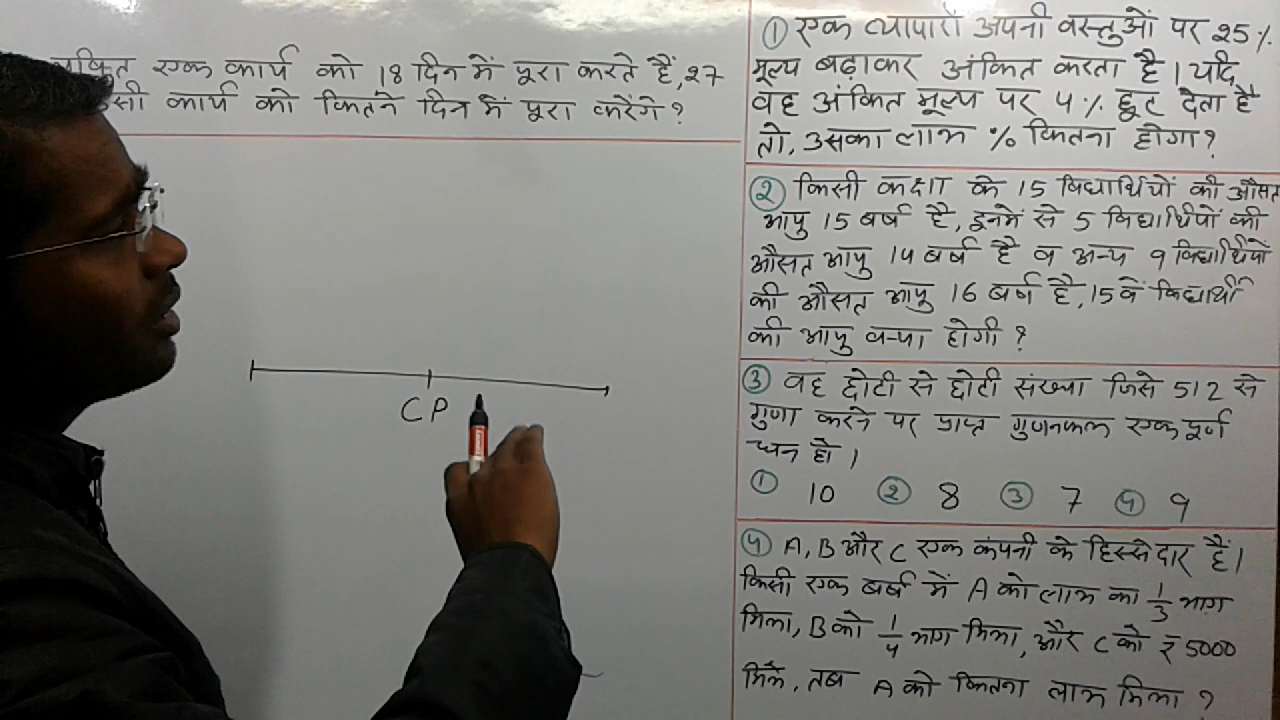 व्यक्ति एक कार्य को 18 दिन में पूरा करते हैं, 27
उसी कार्य को कितने दिन में पूरा करेंगे ?
CP
① एक व्यापारी अपनी वस्तुओं पर 25 %
मूल्य बढ़ाकर अंकित करता है। यदि
वह अंकित मूल्य पर 4 % छूट देता है
तो, उसका लाभ % कितना होगा ?
② किसी कक्षा के 15 विद्यार्थियों की औसत
आयु 15 वर्ष है, इनमें से 5 विद्यार्थियों की
औसत आयु 14 वर्ष है व अन्य 9 विद्यार्थियों
की औसत आयु 16 वर्ष है, 15 वें विद्यार्थी
की आयु क्या होगी ?
③ वह छोटी से छोटी संख्या जिसे 512 से
गुणा करने पर प्राप्त गुणनफल एक पूर्ण
घन हो ।
① 10 ② 8 ③ 7 ④ 9
④ A, B और C एक कंपनी के हिस्सेदार हैं।
किसी एक वर्ष में A को लाभ का 1/3 भाग
मिला, B को 1/4 भाग मिला, और C को ₹ 5000
मिले, तब A को कितना लाभ मिला ?